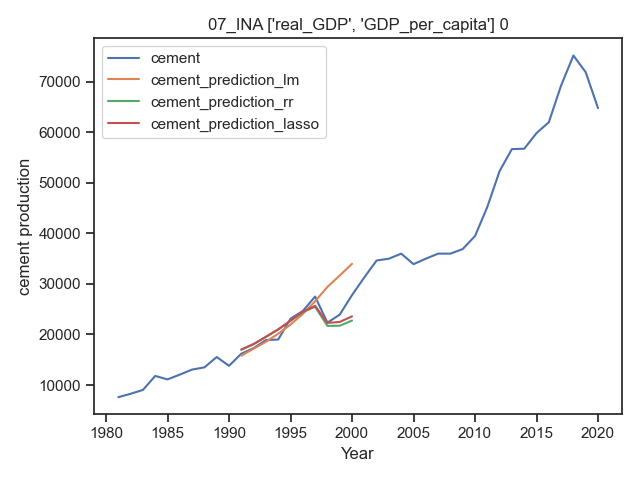 07_INA ['real_GDP', 'GDP_per_capita'] 0
cement
cement_prediction_lm
cement_prediction_rr
cement_prediction_lasso
cement production
70000
60000
50000
40000
30000
20000
10000
1980 1985 1990 1995 2000 2005 2010 2015 2020
Year